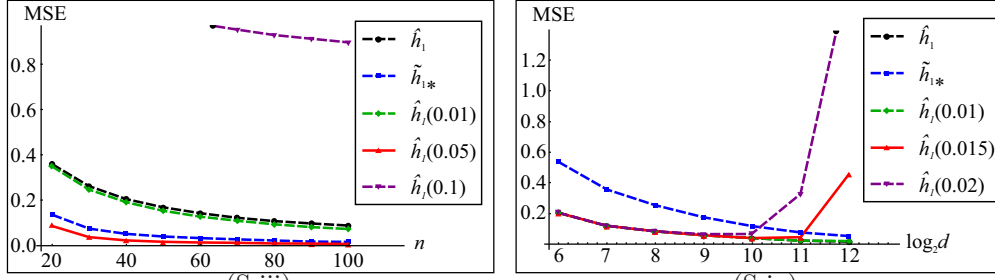 MSE
0.8
0.6
0.4
0.2
0.0
20 40 60 80 100
n
ĥ₁
h̃₁*
ĥ₁(0.01)
ĥ₁(0.05)
ĥ₁(0.1)
MSE
1.2
1.0
0.8
0.6
0.4
0.2
6 7 8 9 10 11 12
log₂d
ĥ₁
h̃₁*
ĥ₁(0.01)
ĥ₁(0.015)
ĥ₁(0.02)